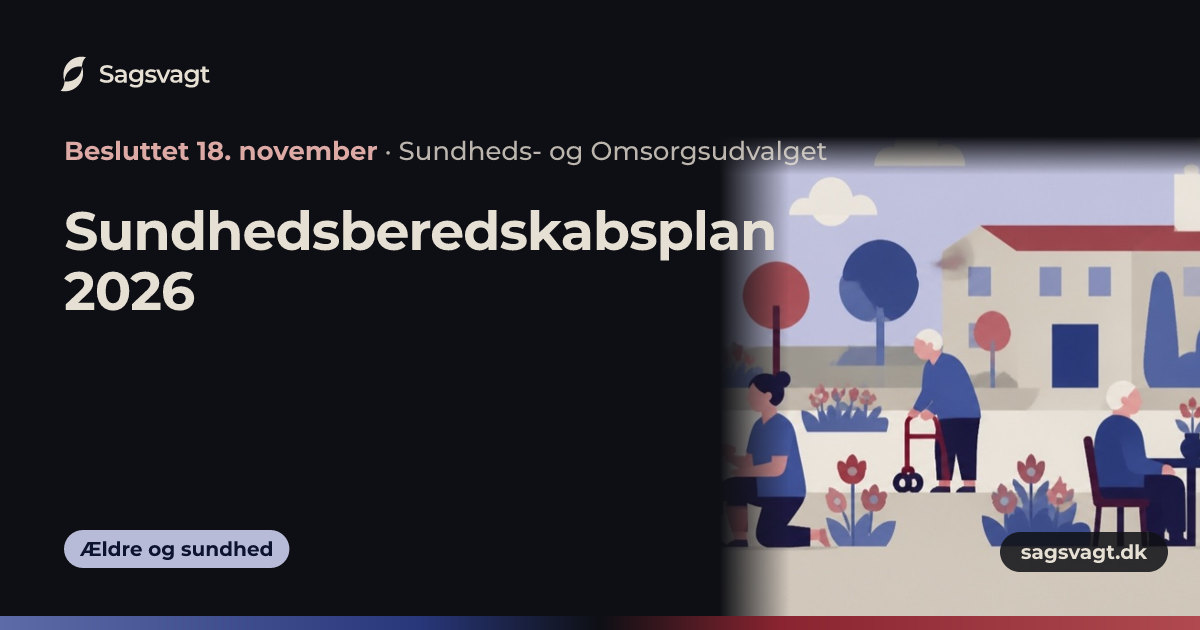 Sagsvagt
Besluttet 18. november · Sundheds- og Omsorgsudvalget
Sundhedsberedskabsplan
2026
Ældre og sundhed
sagsvagt.dk